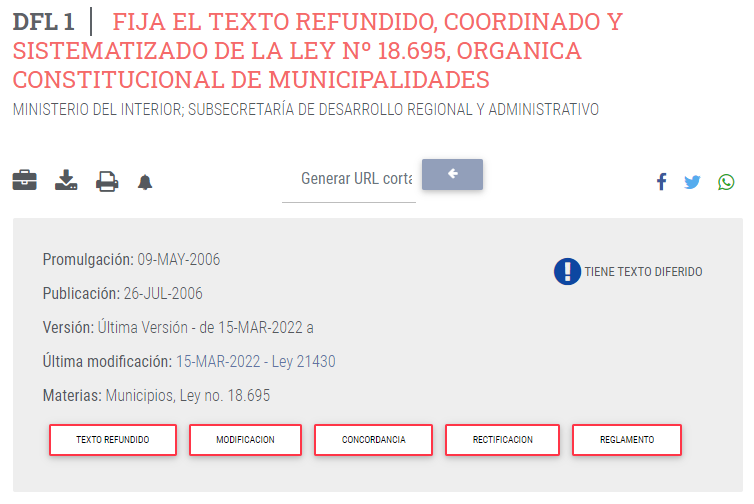 DFL 1 | FIJA EL TEXTO REFUNDIDO, COORDINADO Y
SISTEMATIZADO DE LA LEY Nº 18.695, ORGANICA
CONSTITUCIONAL DE MUNICIPALIDADES
MINISTERIO DEL INTERIOR; SUBSECRETARÍA DE DESARROLLO REGIONAL Y ADMINISTRATIVO
Generar URL corta
Promulgación: 09-MAY-2006
TIENE TEXTO DIFERIDO
Publicación: 26-JUL-2006
Versión: Última Versión - de 15-MAR-2022 a
Última modificación: 15-MAR-2022 - Ley 21430
Materias: Municipios, Ley no. 18.695
TEXTO REFUNDIDO MODIFICACION CONCORDANCIA RECTIFICACION REGLAMENTO